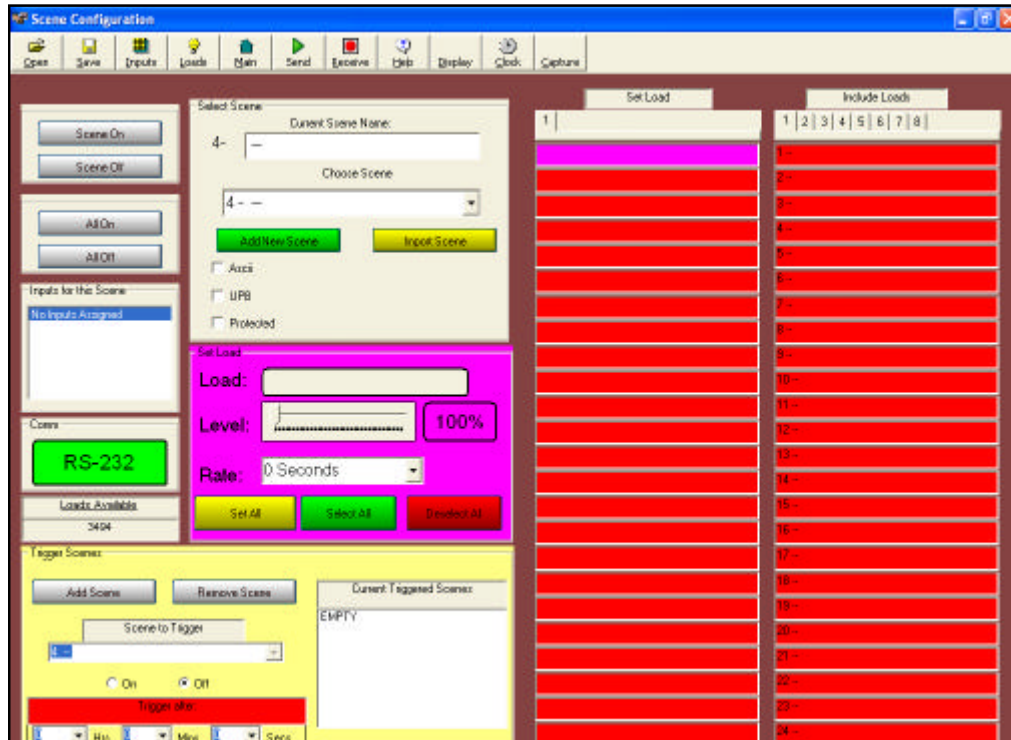 Scene Configuration
Open Save Inputs Loads Main Send Receive Help Display Clock Capture
Scene On
Scene Off
All On
All Off
Inputs for this Scene
No Inputs Assigned
Comm
RS-232
Loads Available
3494
Select Scene
Current Scene Name:
4- --
Choose Scene
4 - --
Add New Scene Import Scene
Ascii
UPB
Protected
Set Load
Load:
Level: 100%
Rate: 0 Seconds
Set All Select All Deselect All
Trigger Scenes
Add Scene Remove Scene
Scene to Trigger
4 --
On Off
Trigger after:
Hrs Mins Secs
Current Triggered Scenes
EMPTY
Set Load
1
Include Loads
1 2 3 4 5 6 7 8
1 --
2 --
3 --
4 --
5 --
6 --
7 --
8 --
9 --
10 --
11 --
12 --
13 --
14 --
15 --
16 --
17 --
18 --
19 --
20 --
21 --
22 --
23 --
24 --